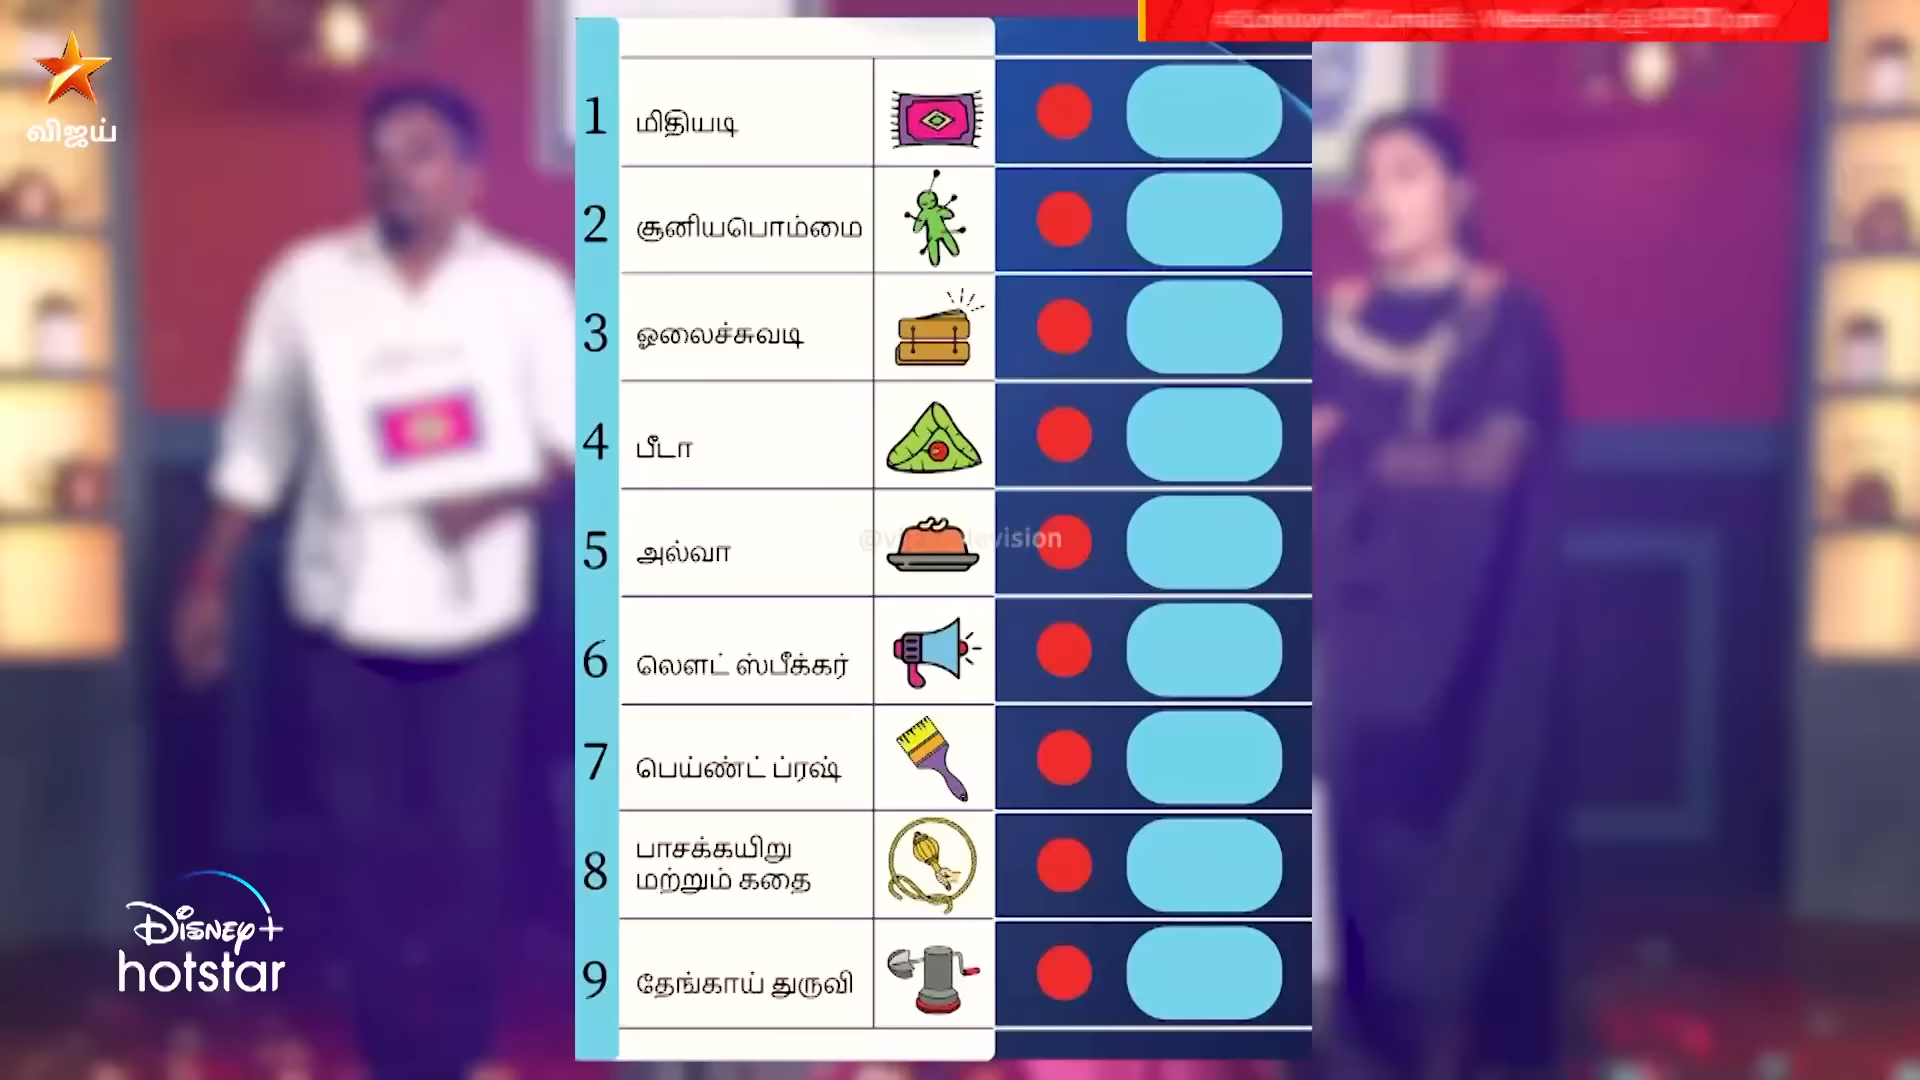 விஜய்
1 மிதியடி
2 சூனியபொம்மை
3 ஓலைச்சுவடி
4 பீடா
5 அல்வா
6 லௌட் ஸ்பீக்கர்
7 பெய்ண்ட் ப்ரஷ்
8 பாசக்கயிறு
மற்றும் கதை
9 தேங்காய் துருவி
Disney+
hotstar